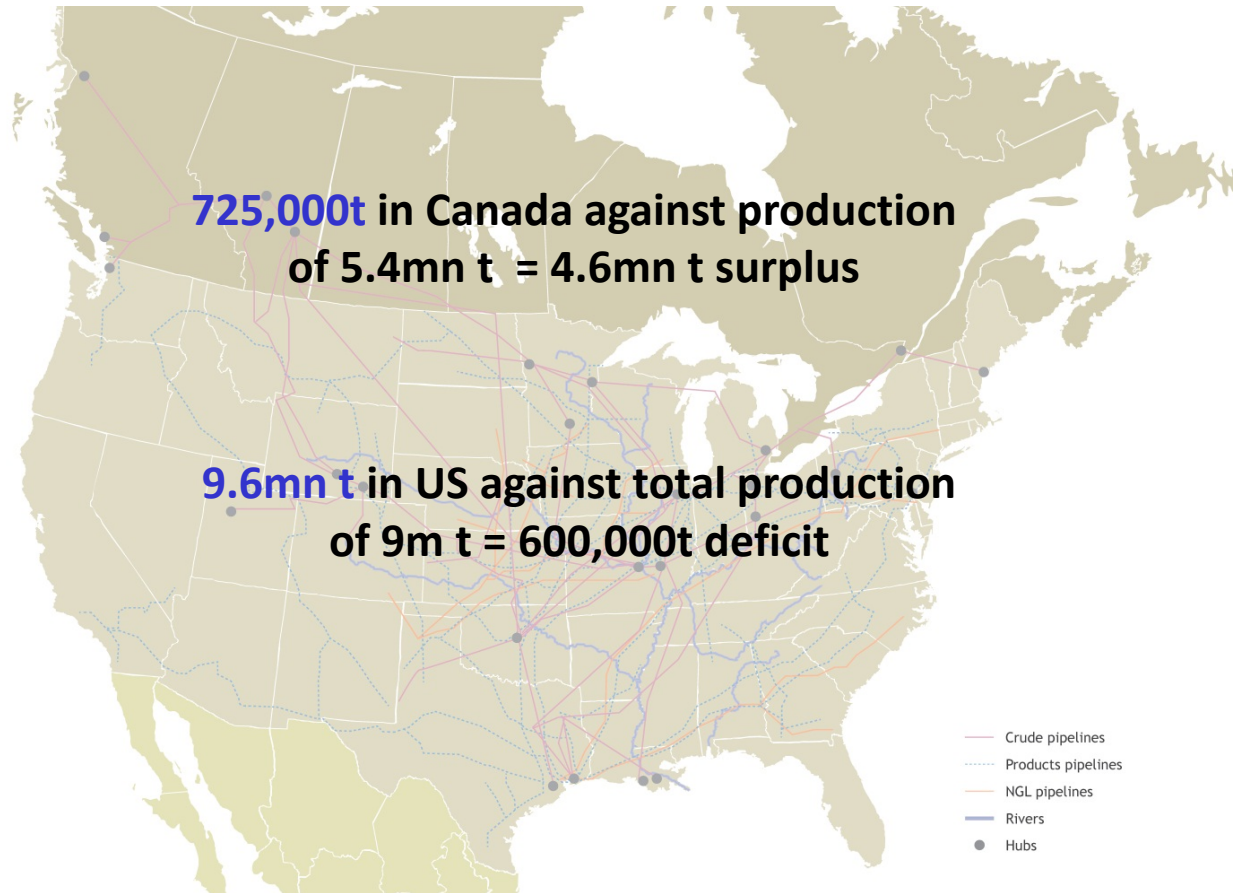 725,000t in Canada against production
of 5.4mn t = 4.6mn t surplus
9.6mn t in US against total production
of 9m t = 600,000t deficit
Crude pipelines
Products pipelines
NGL pipelines
Rivers
Hubs